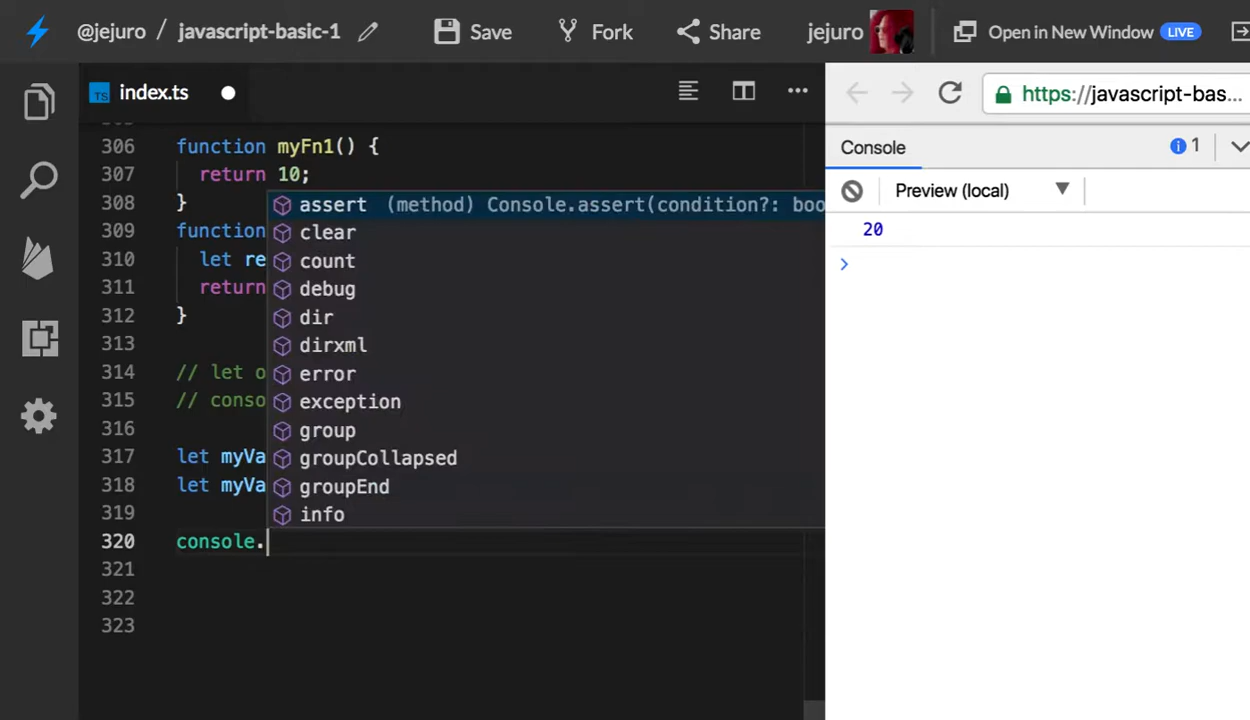 @jejuro / javascript-basic-1 Save Fork Share jejuro Open in New Window LIVE
index.ts
https://javascript-bas...
Console 1
Preview (local)
20
>
306 function myFn1() {
307 return 10;
308 }
309 function
310 let re
311 return
312 }
313
314 // let o
315 // conso
316
317 let myVa
318 let myVa
319
320 console.
321
322
323
assert (method) Console.assert(condition?: boo
clear
count
debug
dir
dirxml
error
exception
group
groupCollapsed
groupEnd
info